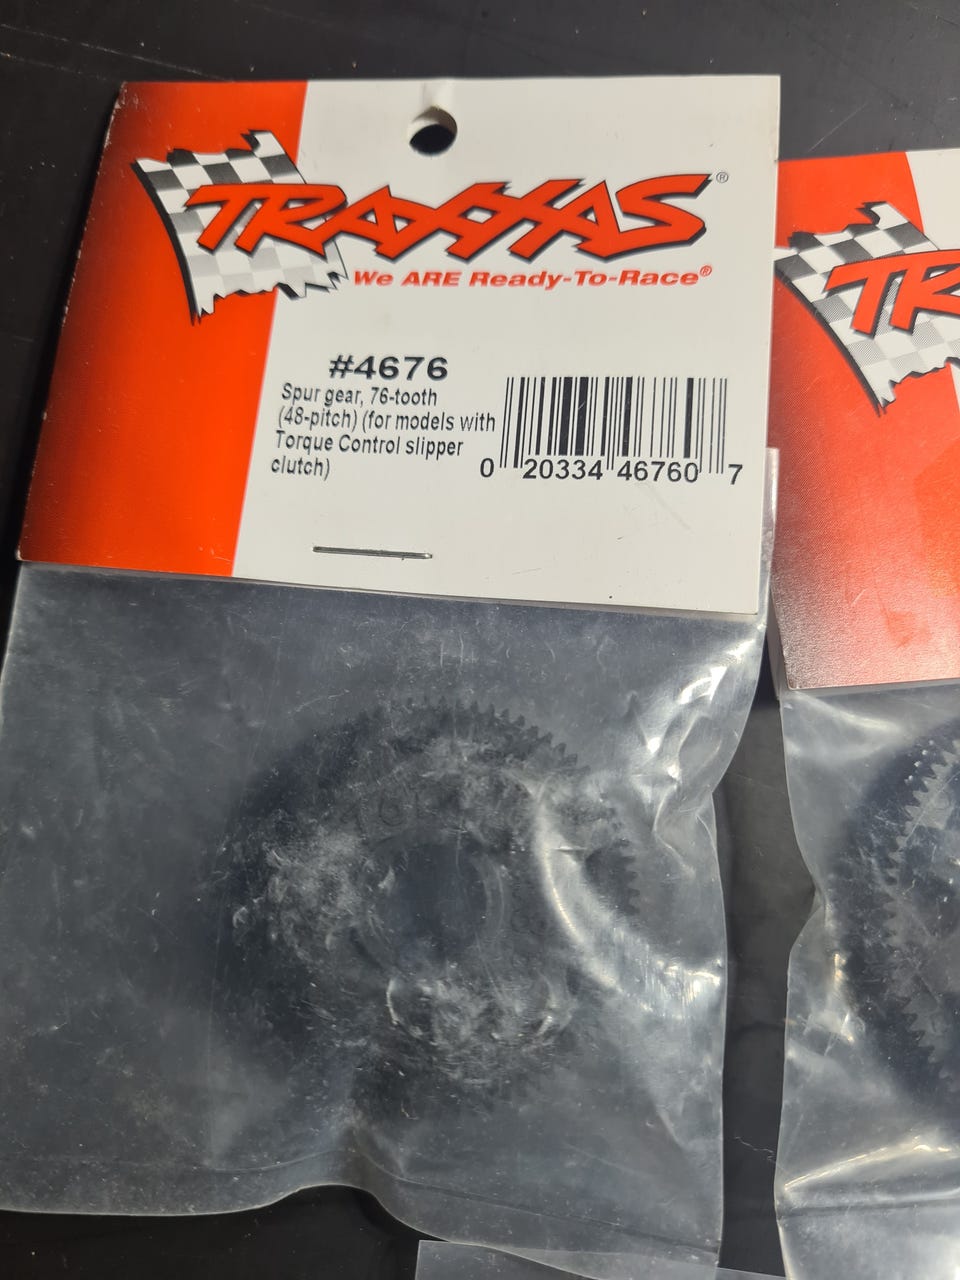 TRAXXAS®
We ARE Ready-To-Race®
#4676
Spur gear, 76-tooth
(48-pitch) (for models with
Torque Control slipper
clutch)
0 20334 46760 7
TR